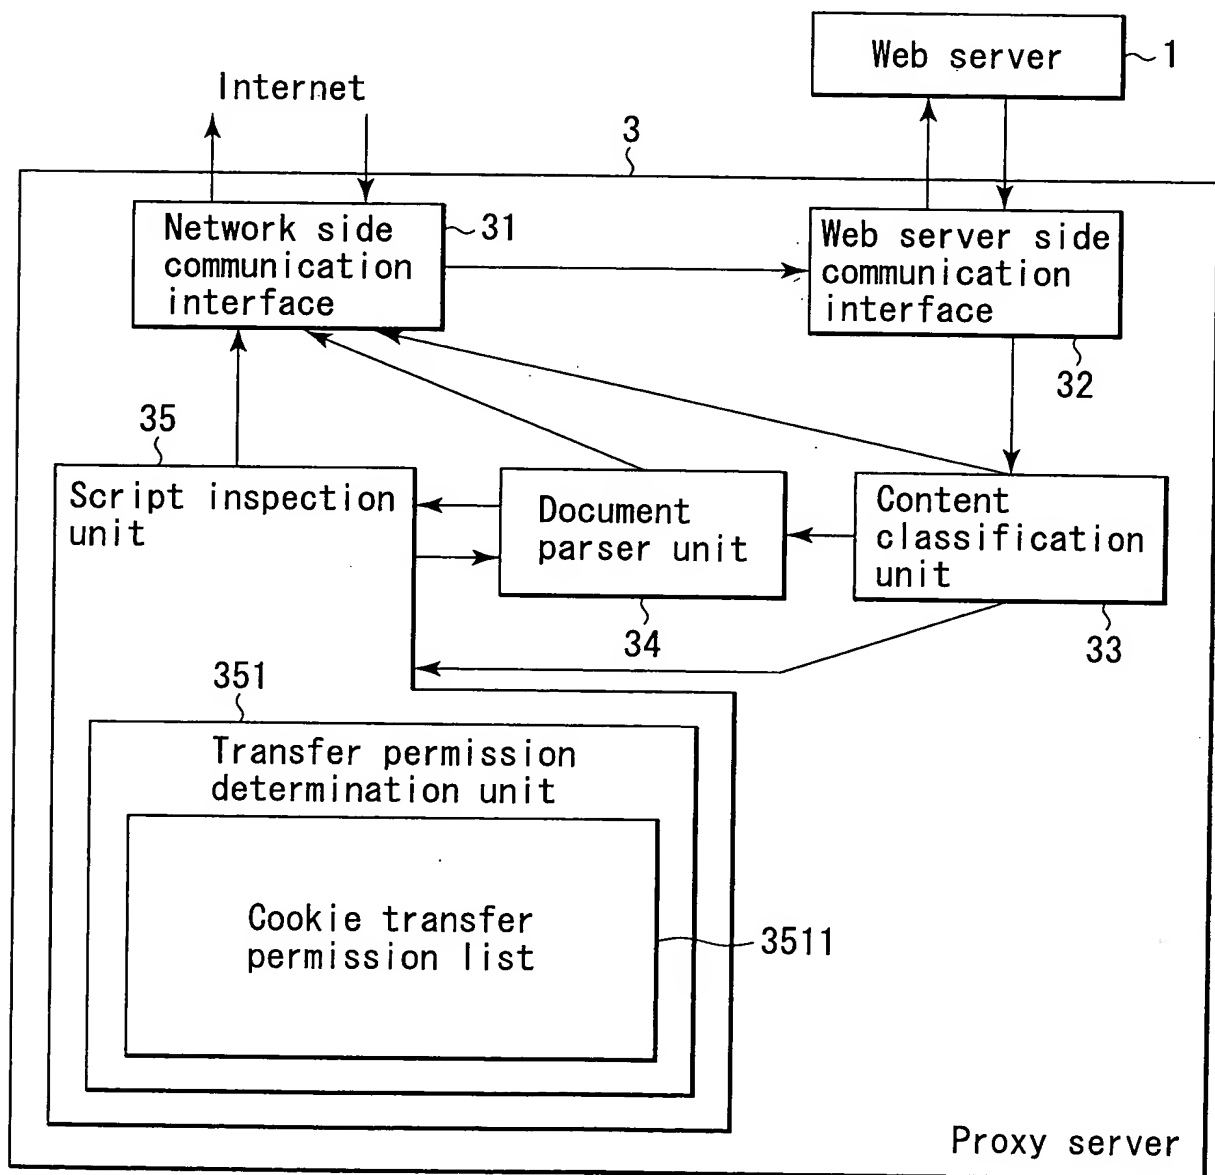 Web server
1
Internet
3
Network side
communication
interface
31
Web server side
communication
interface
32
35
Script inspection
unit
Document
parser unit
34
Content
classification
unit
33
351
Transfer permission
determination unit
Cookie transfer
permission list
3511
Proxy server